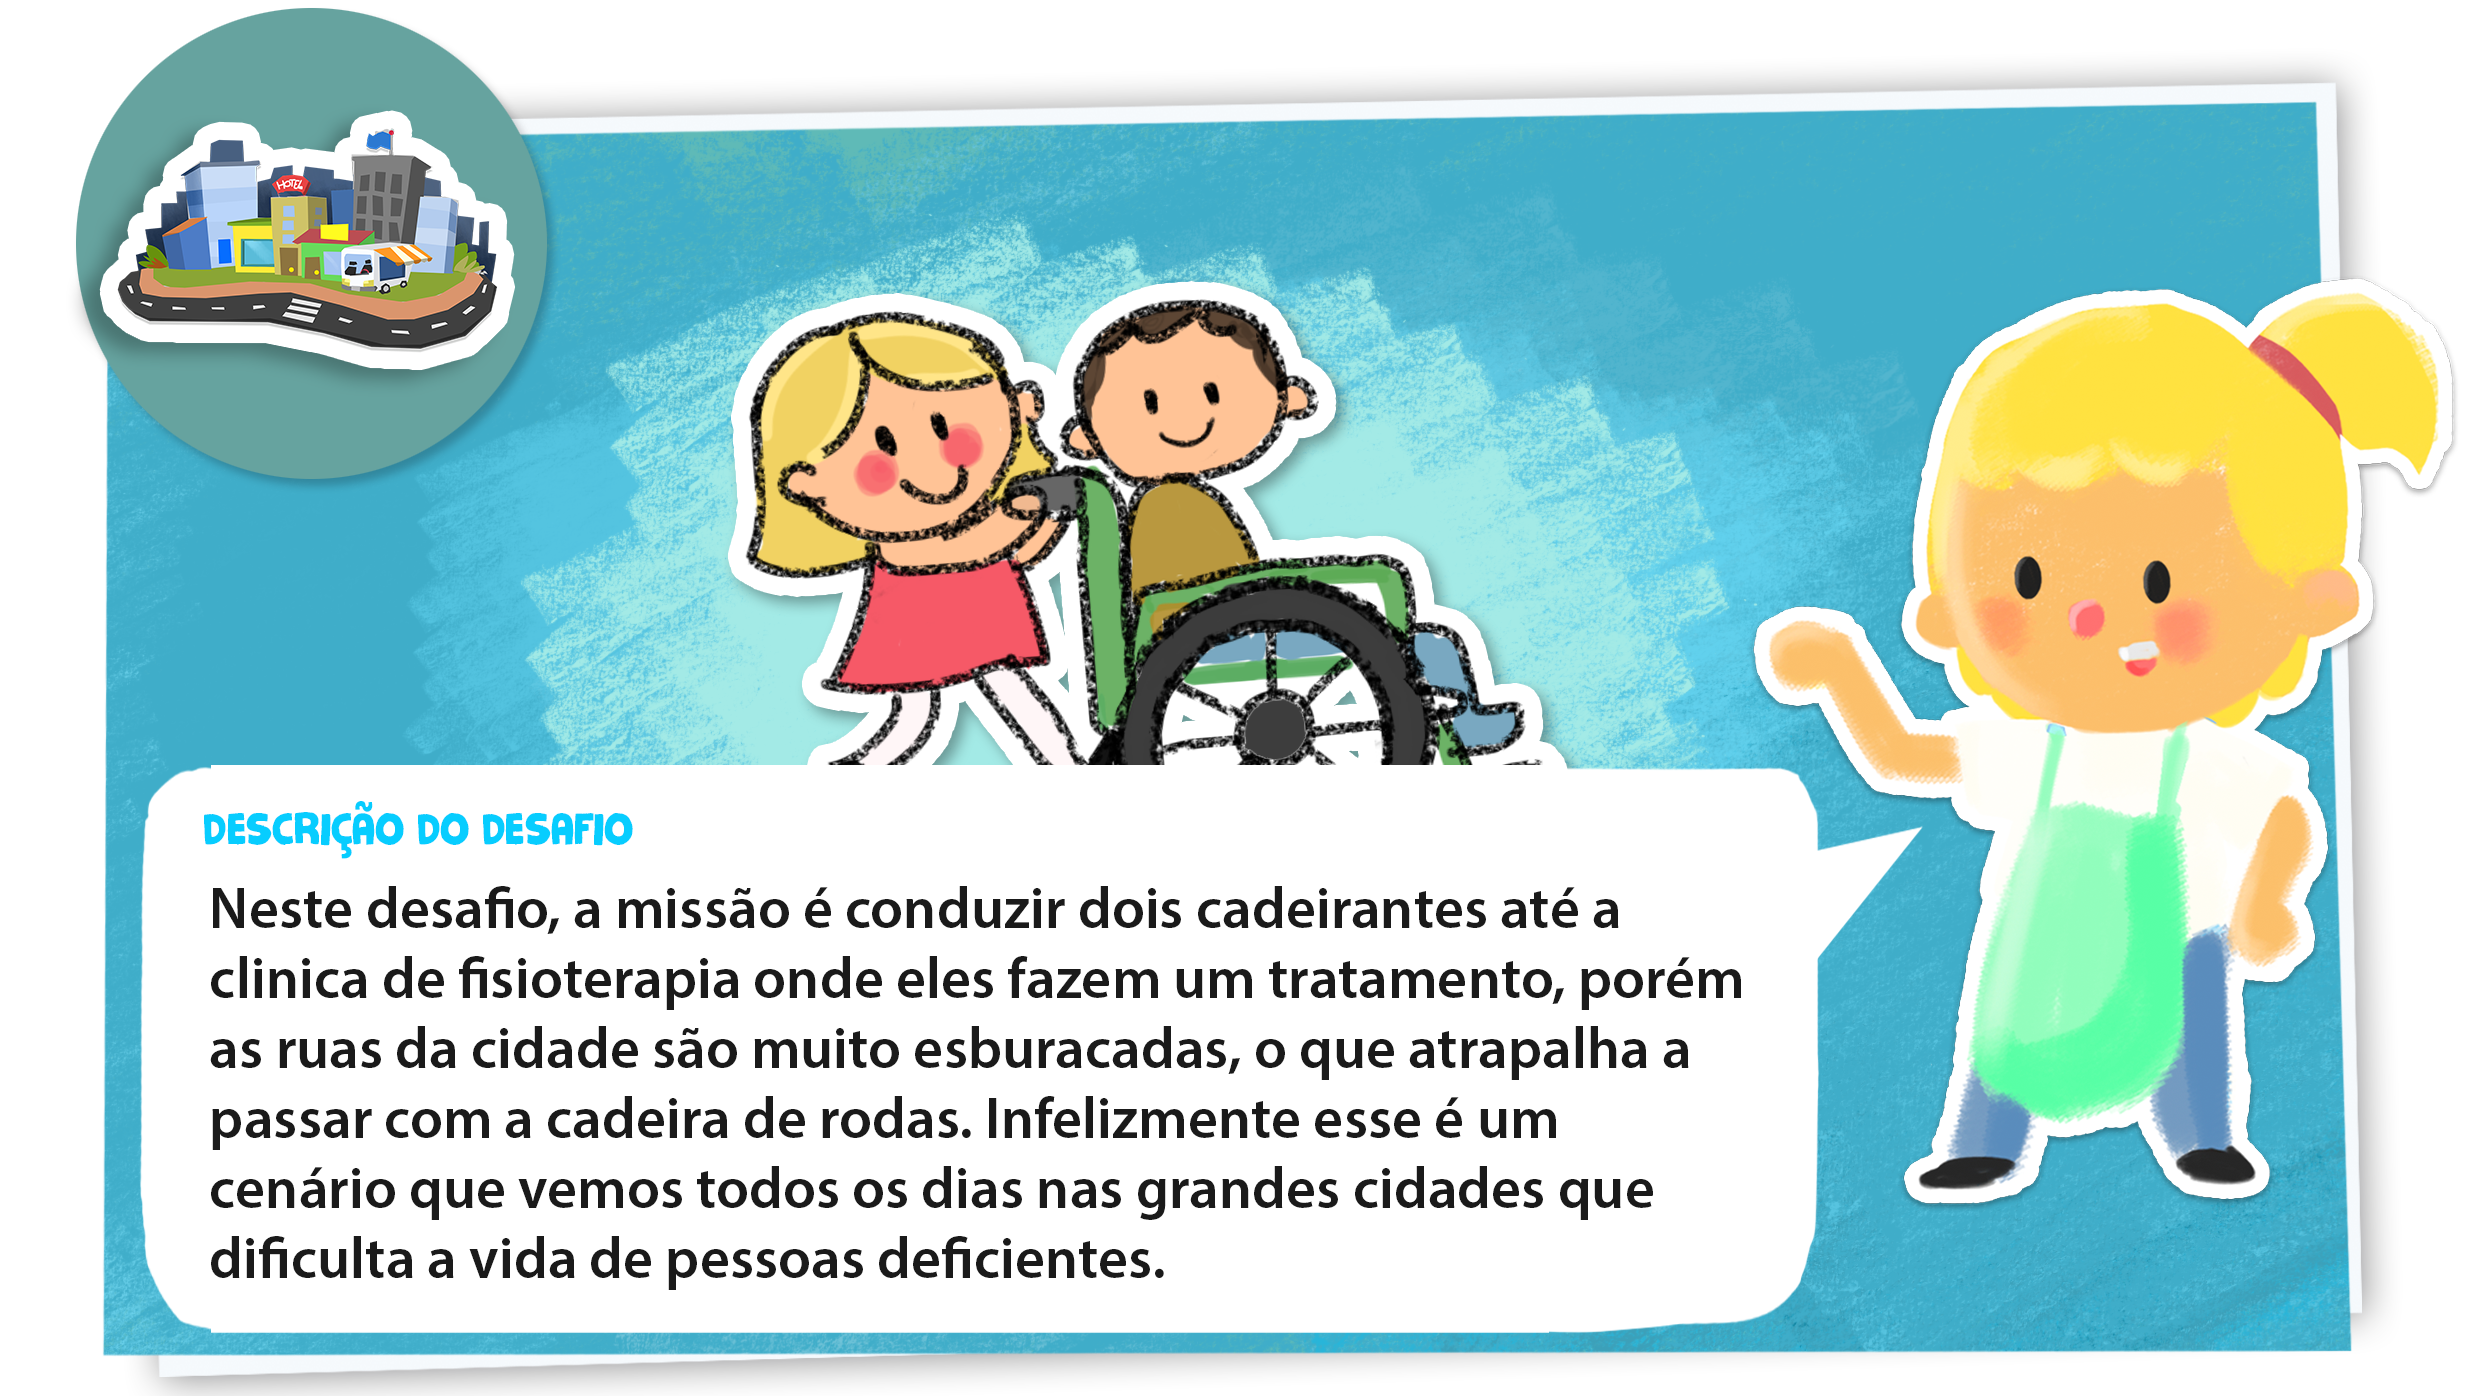 HOTEL
DESCRIÇÃO DO DESAFIO
Neste desafio, a missão é conduzir dois cadeirantes até a
clinica de fisioterapia onde eles fazem um tratamento, porém
as ruas da cidade são muito esburacadas, o que atrapalha a
passar com a cadeira de rodas. Infelizmente esse é um
cenário que vemos todos os dias nas grandes cidades que
dificulta a vida de pessoas deficientes.